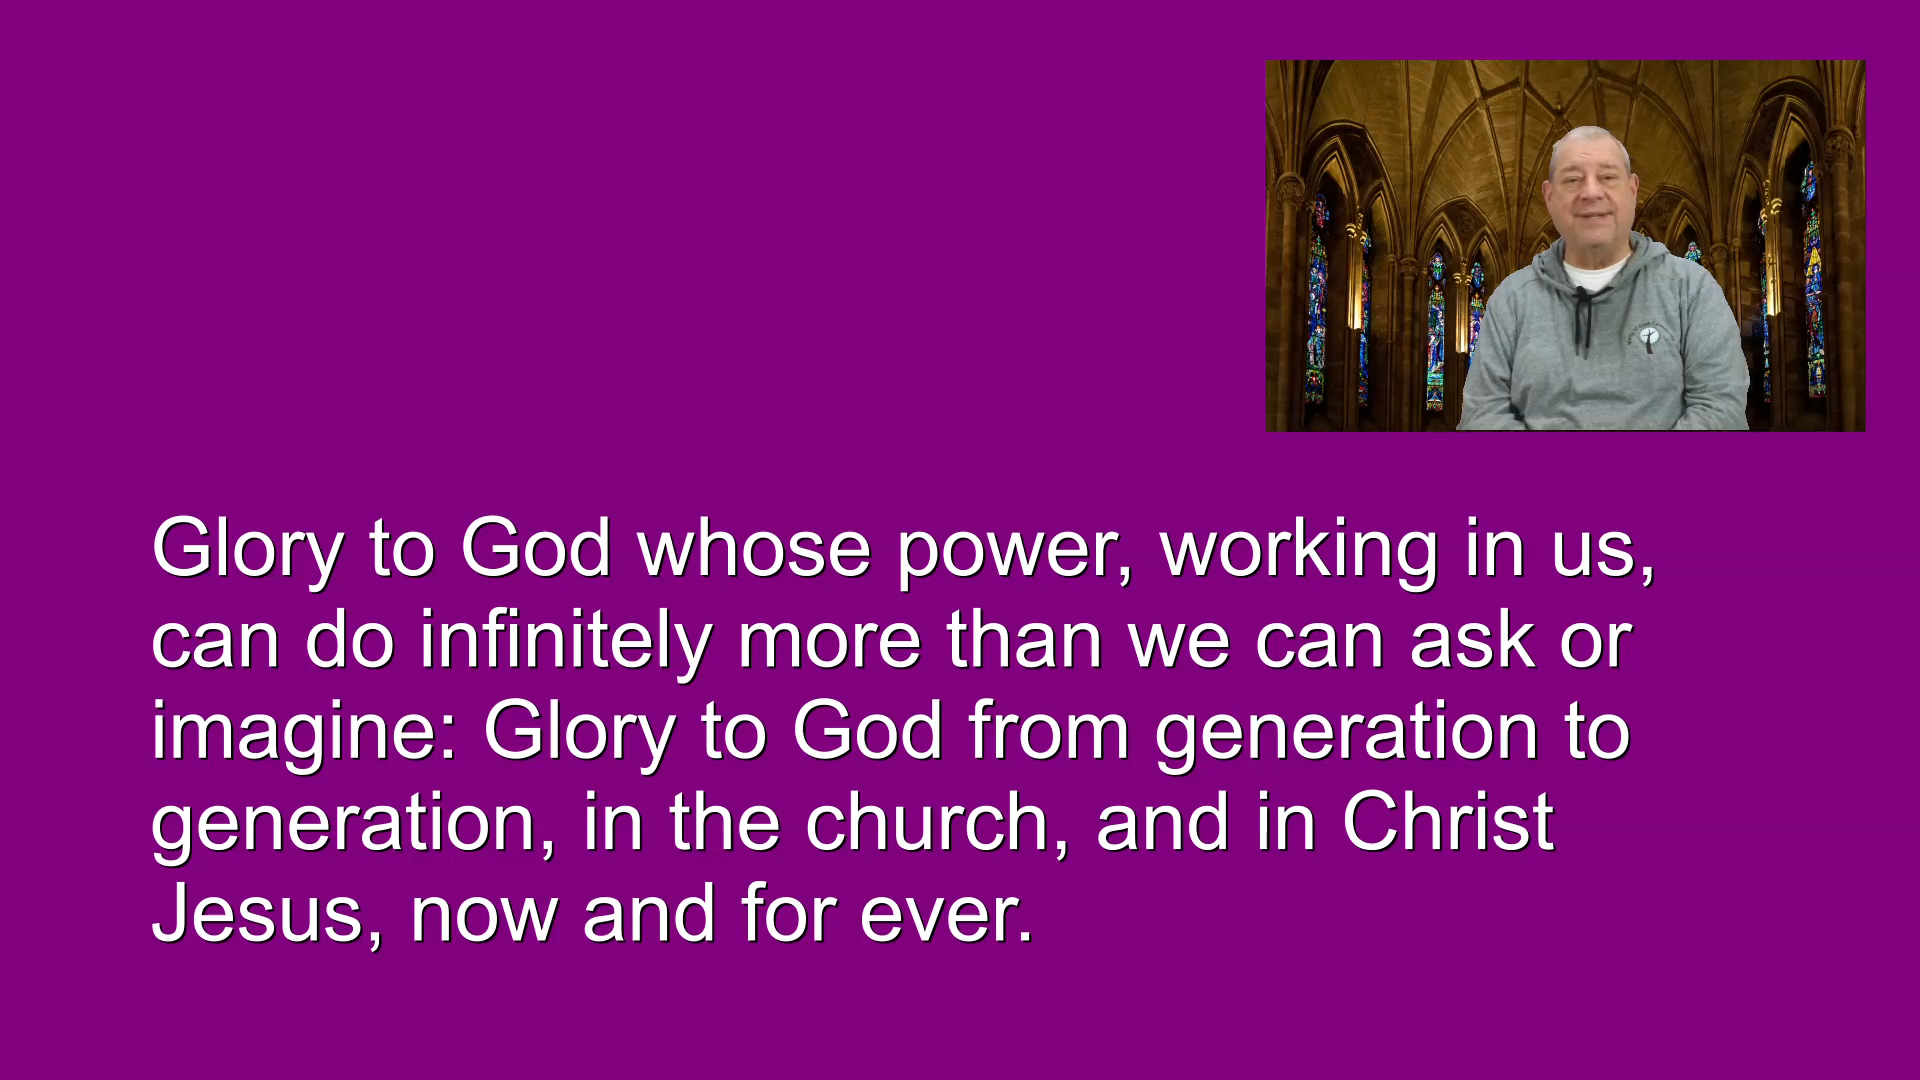 Glory to God whose power, working in us,
can do infinitely more than we can ask or
imagine: Glory to God from generation to
generation, in the church, and in Christ
Jesus, now and for ever.